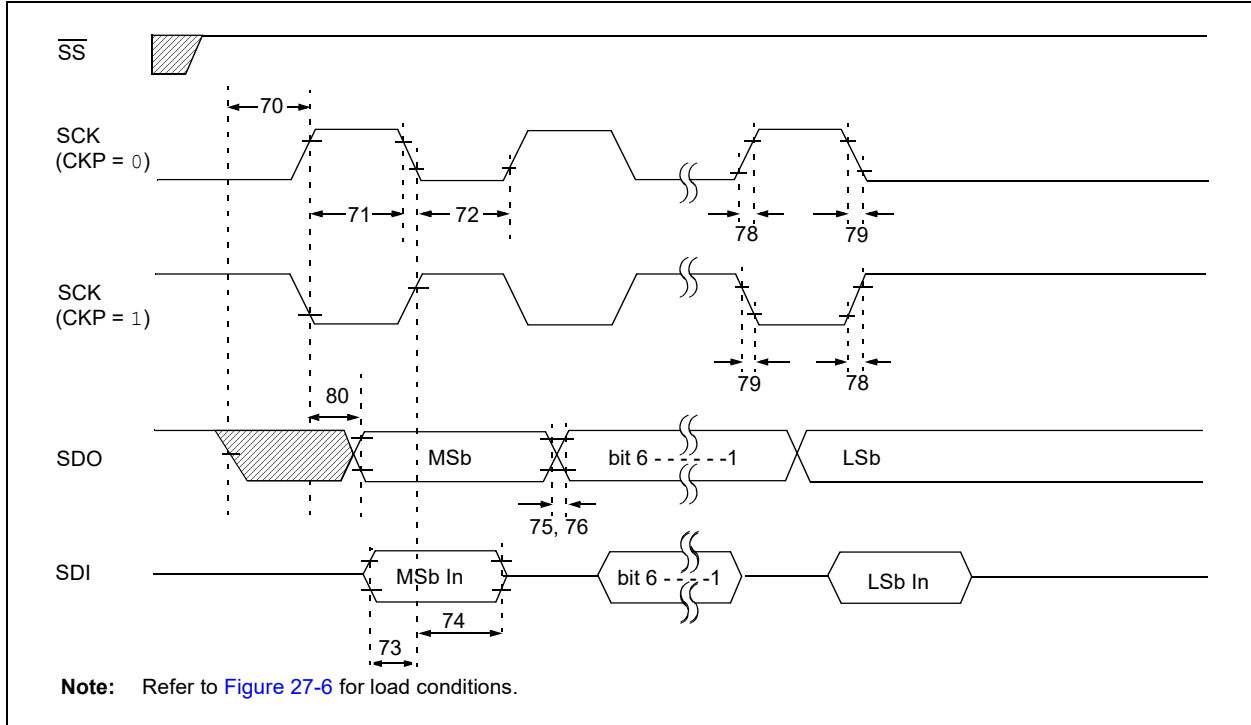 SS
70
SCK
(CKP = 0)
71
72
78
79
SCK
(CKP = 1)
79
78
80
SDO
MSb
bit 6 - - - - - -1
LSb
75, 76
SDI
MSb In
bit 6 - - - - -1
LSb In
74
73
Note: Refer to Figure 27-6 for load conditions.